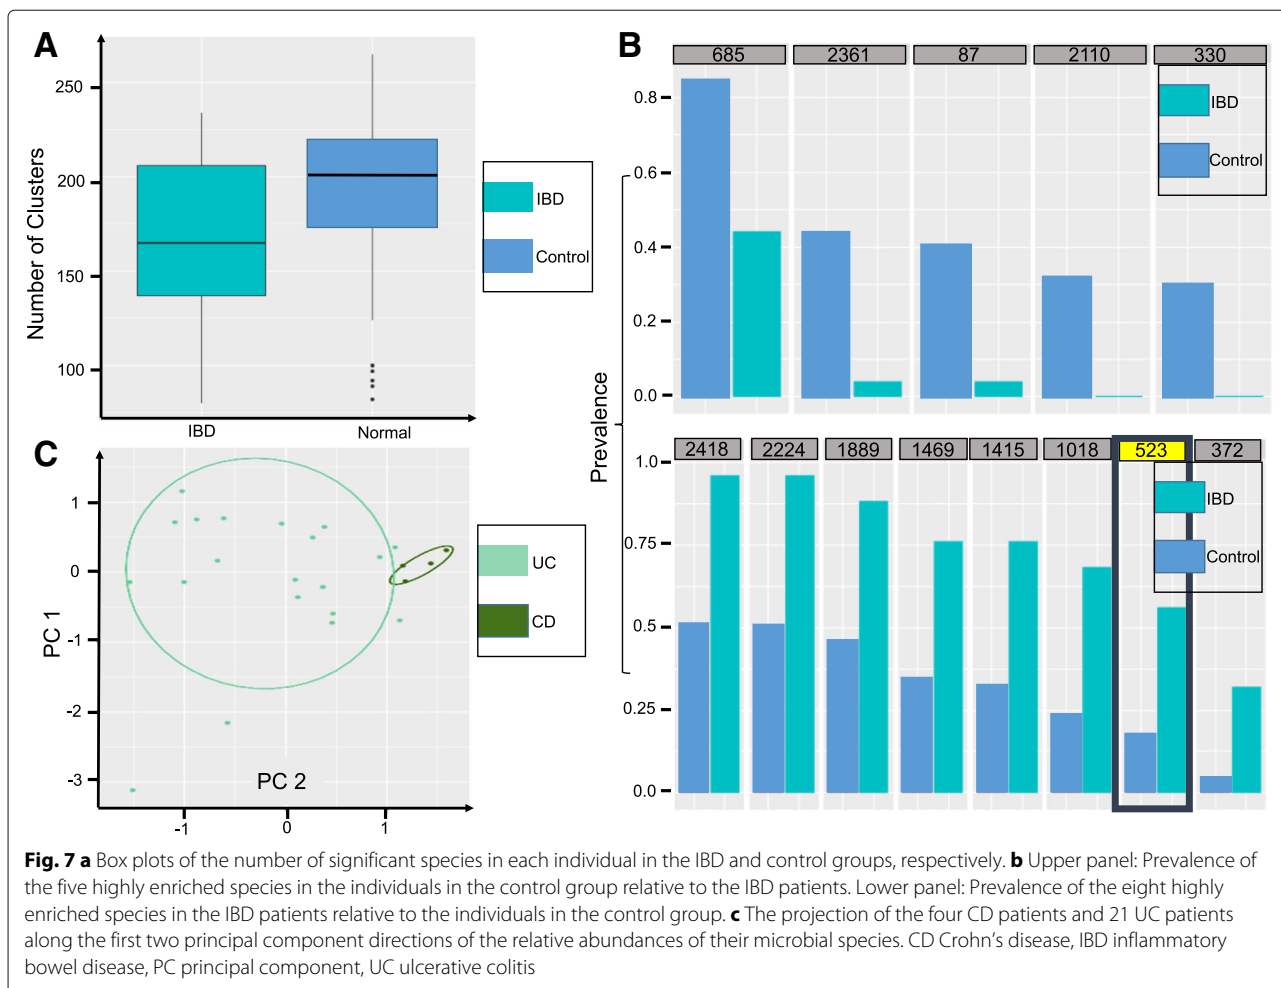 A
250
200
150
100
Number of Clusters
IBD
Normal
IBD
Control
B
685 2361 87 2110 330
0.8
0.6
0.4
0.2
0.0
IBD
Control
Prevalence
2418 2224 1889 1469 1415 1018 523 372
1.0
0.75
0.5
0.25
0.0
IBD
Control
C
1
0
-1
-2
-3
PC 1
PC 2
-1 0 1
UC
CD
Fig. 7 a Box plots of the number of significant species in each individual in the IBD and control groups, respectively. b Upper panel: Prevalence of
the five highly enriched species in the individuals in the control group relative to the IBD patients. Lower panel: Prevalence of the eight highly
enriched species in the IBD patients relative to the individuals in the control group. c The projection of the four CD patients and 21 UC patients
along the first two principal component directions of the relative abundances of their microbial species. CD Crohn's disease, IBD inflammatory
bowel disease, PC principal component, UC ulcerative colitis